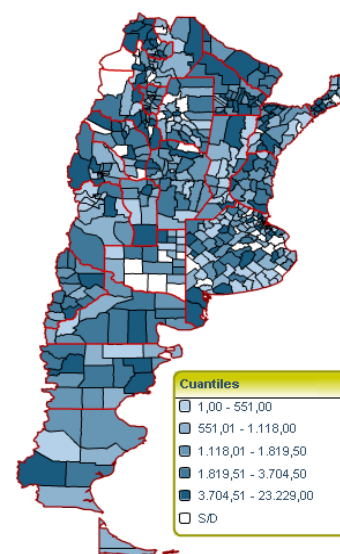 Cuantiles
1,00 - 551,00
551,01 - 1.118,00
1.118,01 - 1.819,50
1.819,51 - 3.704,50
3.704,51 - 23.229,00
S/D